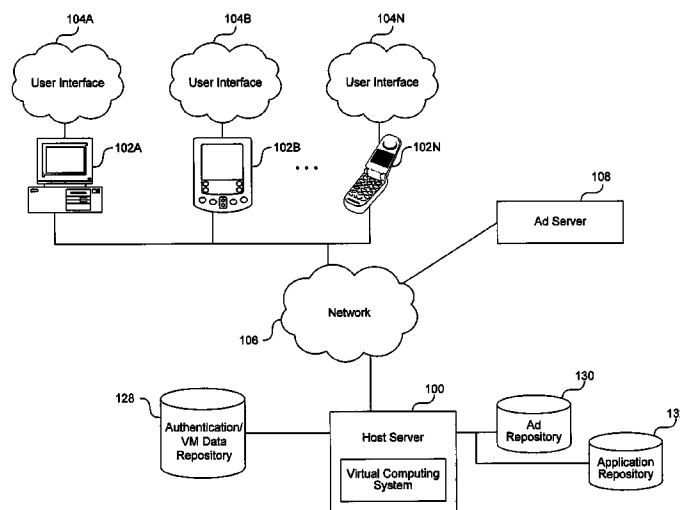 104A
104B
104N
User Interface
User Interface
User Interface
102A
102B
. . .
102N
108
Ad Server
Network
106
100
130
128
Authentication/
VM Data
Repository
Host Server
Virtual Computing
System
Ad
Repository
Application
Repository